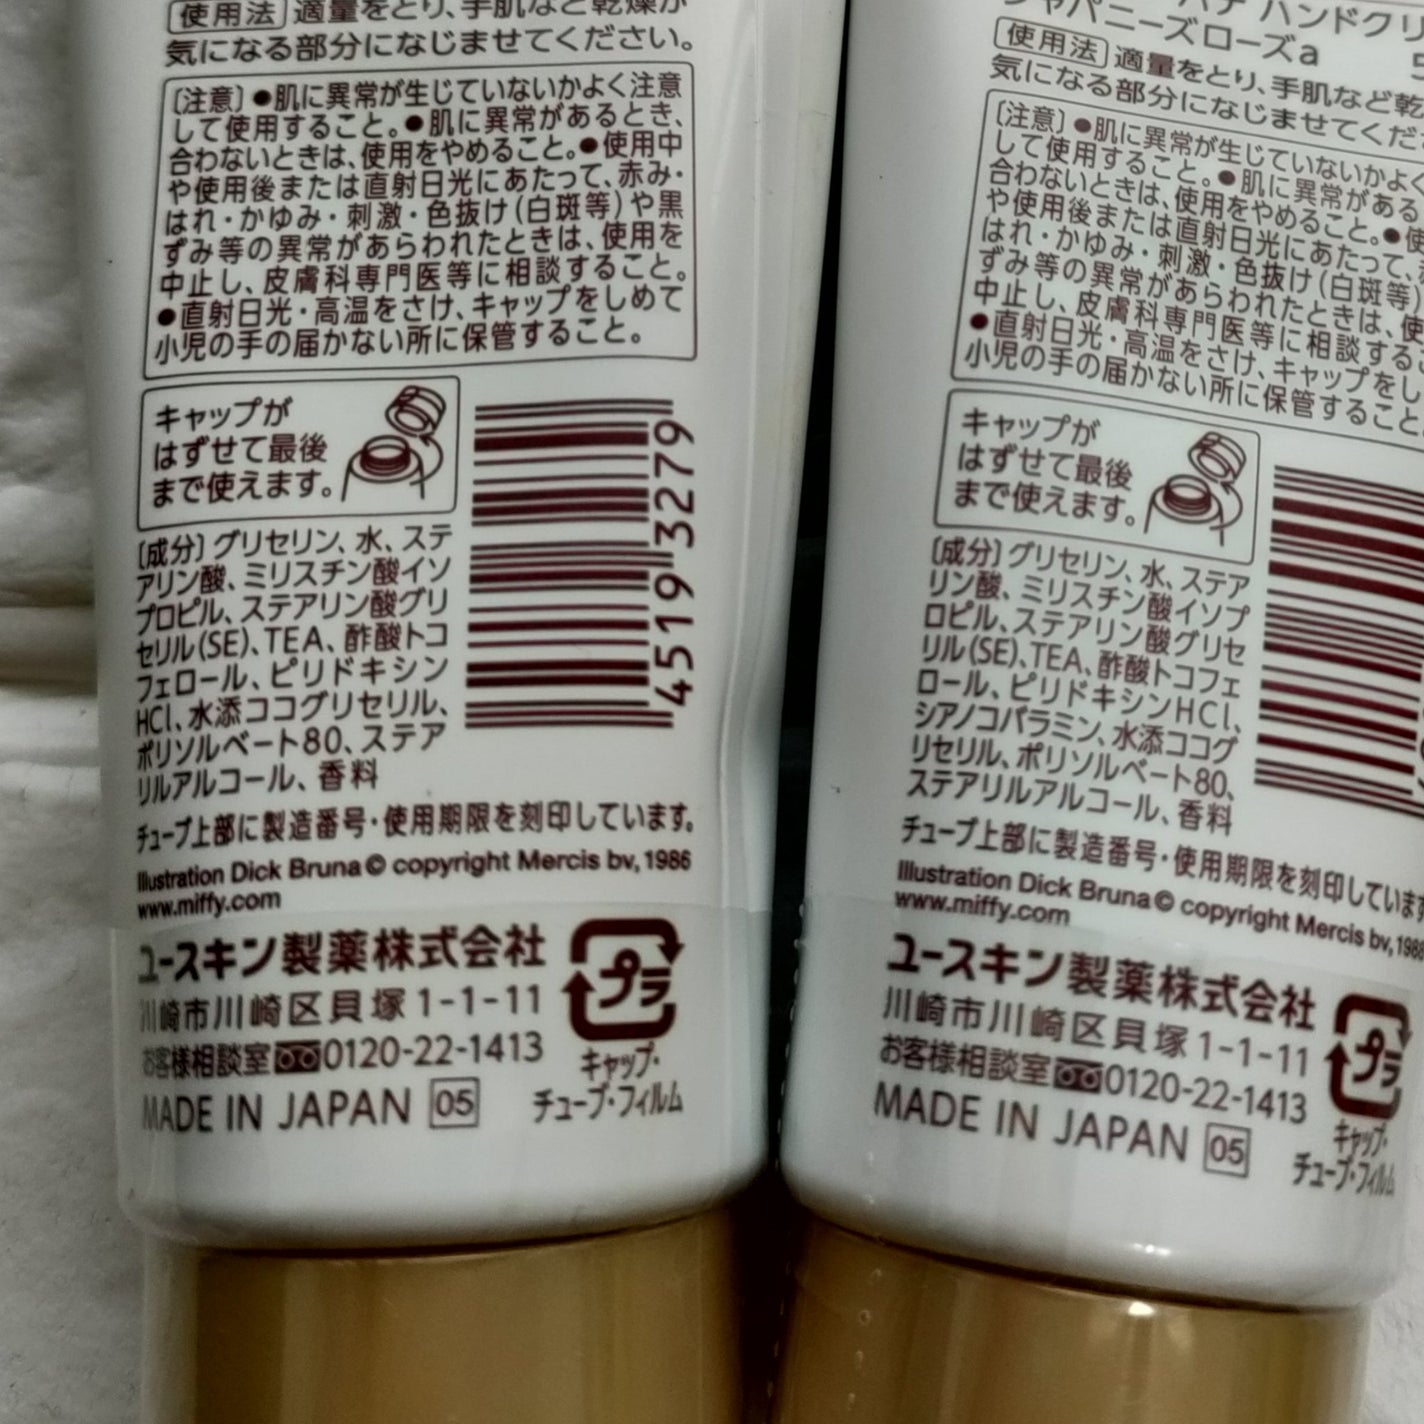 使用法 適量をとり、手肌など乾燥が
気になる部分になじませてください。
〔注意〕●肌に異常が生じていないかよく注意
して使用すること。●肌に異常があるとき、
合わないときは、使用をやめること。●使用中
や使用後または直射日光にあたって、赤み・
はれ・かゆみ・刺激・色抜け(白斑等)や黒
ずみ等の異常があらわれたときは、使用を
中止し、皮膚科専門医等に相談すること。
●直射日光・高温をさけ、キャップをしめて
小児の手の届かない所に保管すること。
キャップが
はずせて最後
まで使えます。
4519 3279
〔成分〕グリセリン、水、ステ
アリン酸、ミリスチン酸イソ
プロピル、ステアリン酸グリ
セリル(SE)、TEA、酢酸トコ
フェロール、ピリドキシン
HCl、水添ココグリセリル、
ポリソルベート80、ステア
リルアルコール、香料
チューブ上部に製造番号・使用期限を刻印しています。
Illustration Dick Bruna © copyright Mercis bv, 1986
www.miffy.com
ユースキン製薬株式会社
川崎市川崎区貝塚1-1-11
お客様相談室 0120-22-1413
MADE IN JAPAN 05
プラ
キャップ・
チューブ・フィルム
ハンドクリ
ジャパニーズローズa
使用法 適量をとり、手肌など乾
気になる部分になじませてくだ
〔注意〕●肌に異常が生じていないかよく
して使用すること。●肌に異常がある
合わないときは、使用をやめること。●使
や使用後または直射日光にあたって、
はれ・かゆみ・刺激・色抜け(白斑等)
ずみ等の異常があらわれたときは、使
中止し、皮膚科専門医等に相談する
●直射日光・高温をさけ、キャップをし
小児の手の届かない所に保管すること
キャップが
はずせて最後
まで使えます。
〔成分〕グリセリン、水、ステア
リン酸、ミリスチン酸イソプ
ロピル、ステアリン酸グリセ
リル(SE)、TEA、酢酸トコフェ
ロール、ピリドキシンHCl、
シアノコバラミン、水添ココグ
リセリル、ポリソルベート80、
ステアリルアルコール、香料
チューブ上部に製造番号・使用期限を刻印しています
Illustration Dick Bruna © copyright Mercis bv, 1986
www.miffy.com
ユースキン製薬株式会社
川崎市川崎区貝塚1-1-11
お客様相談室 0120-22-1413
MADE IN JAPAN 05
プラ
キャップ・
チューブ・フィルム